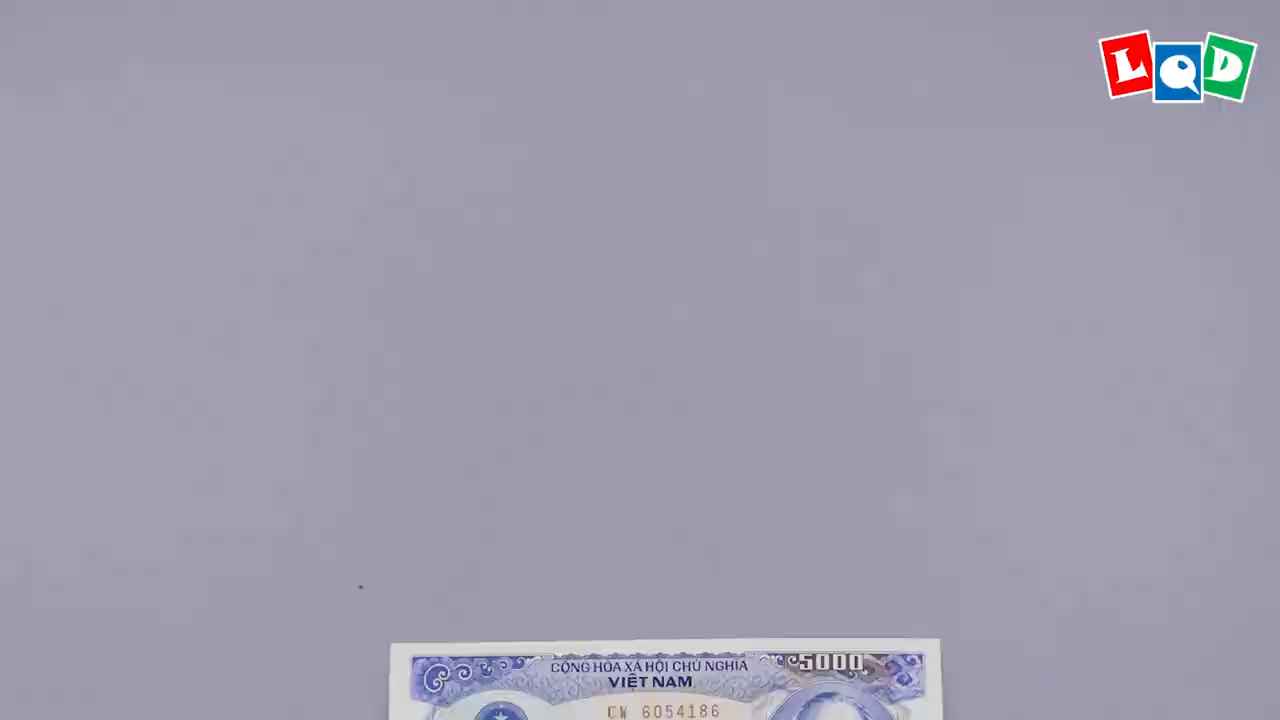 LQD
CỘNG HÒA XÃ HỘI CHỦ NGHĨA
5000
VIỆT NAM
CW 6054186